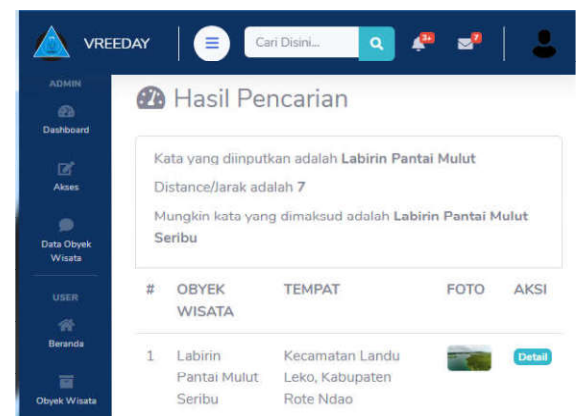 VREEDAY
Cari Disini...
3+
7
ADMIN
Dashboard
Akses
Data Obyek
Wisata
USER
Beranda
Obyek Wisata
Hasil Pencarian
Kata yang diinputkan adalah Labirin Pantai Mulut
Distance/Jarak adalah 7
Mungkin kata yang dimaksud adalah Labirin Pantai Mulut
Seribu
# OBYEK WISATA TEMPAT FOTO AKSI
1 Labirin Kecamatan Landu Detail
Pantai Mulut Leko, Kabupaten
Seribu Rote Ndao